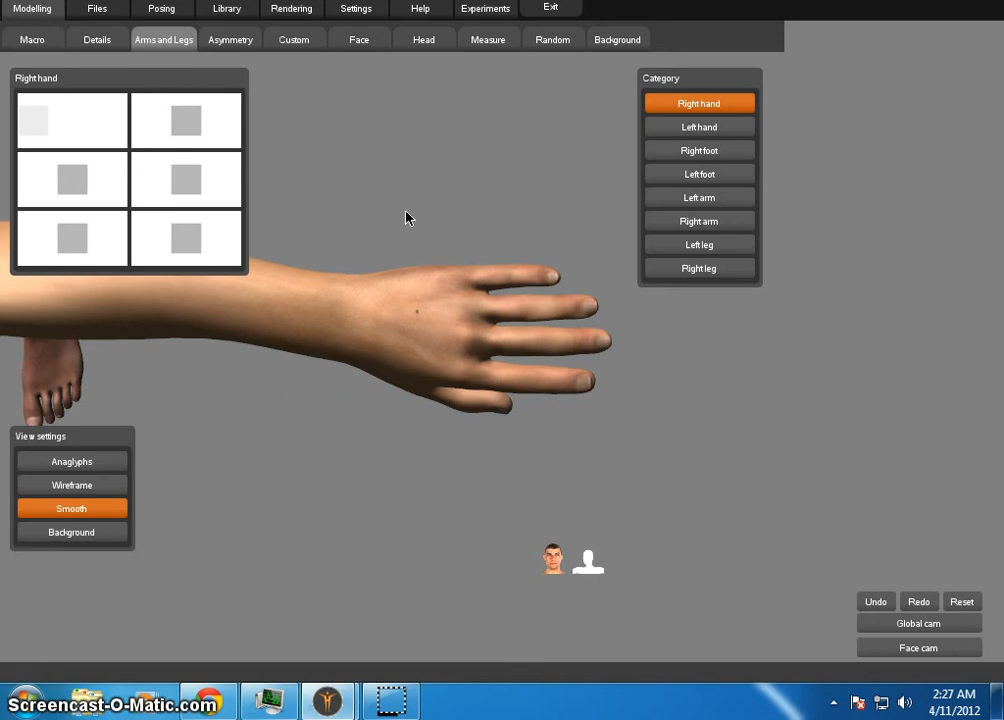 Modelling Files Posing Library Rendering Settings Help Experiments Exit
Macro Details Arms and Legs Asymmetry Custom Face Head Measure Random Background
Right hand
Category
Right hand
Left hand
Right foot
Left foot
Left arm
Right arm
Left leg
Right leg
View settings
Anaglyphs
Wireframe
Smooth
Background
Undo Redo Reset
Global cam
Face cam
Screencast-O-Matic.com
2:27 AM
4/11/2012